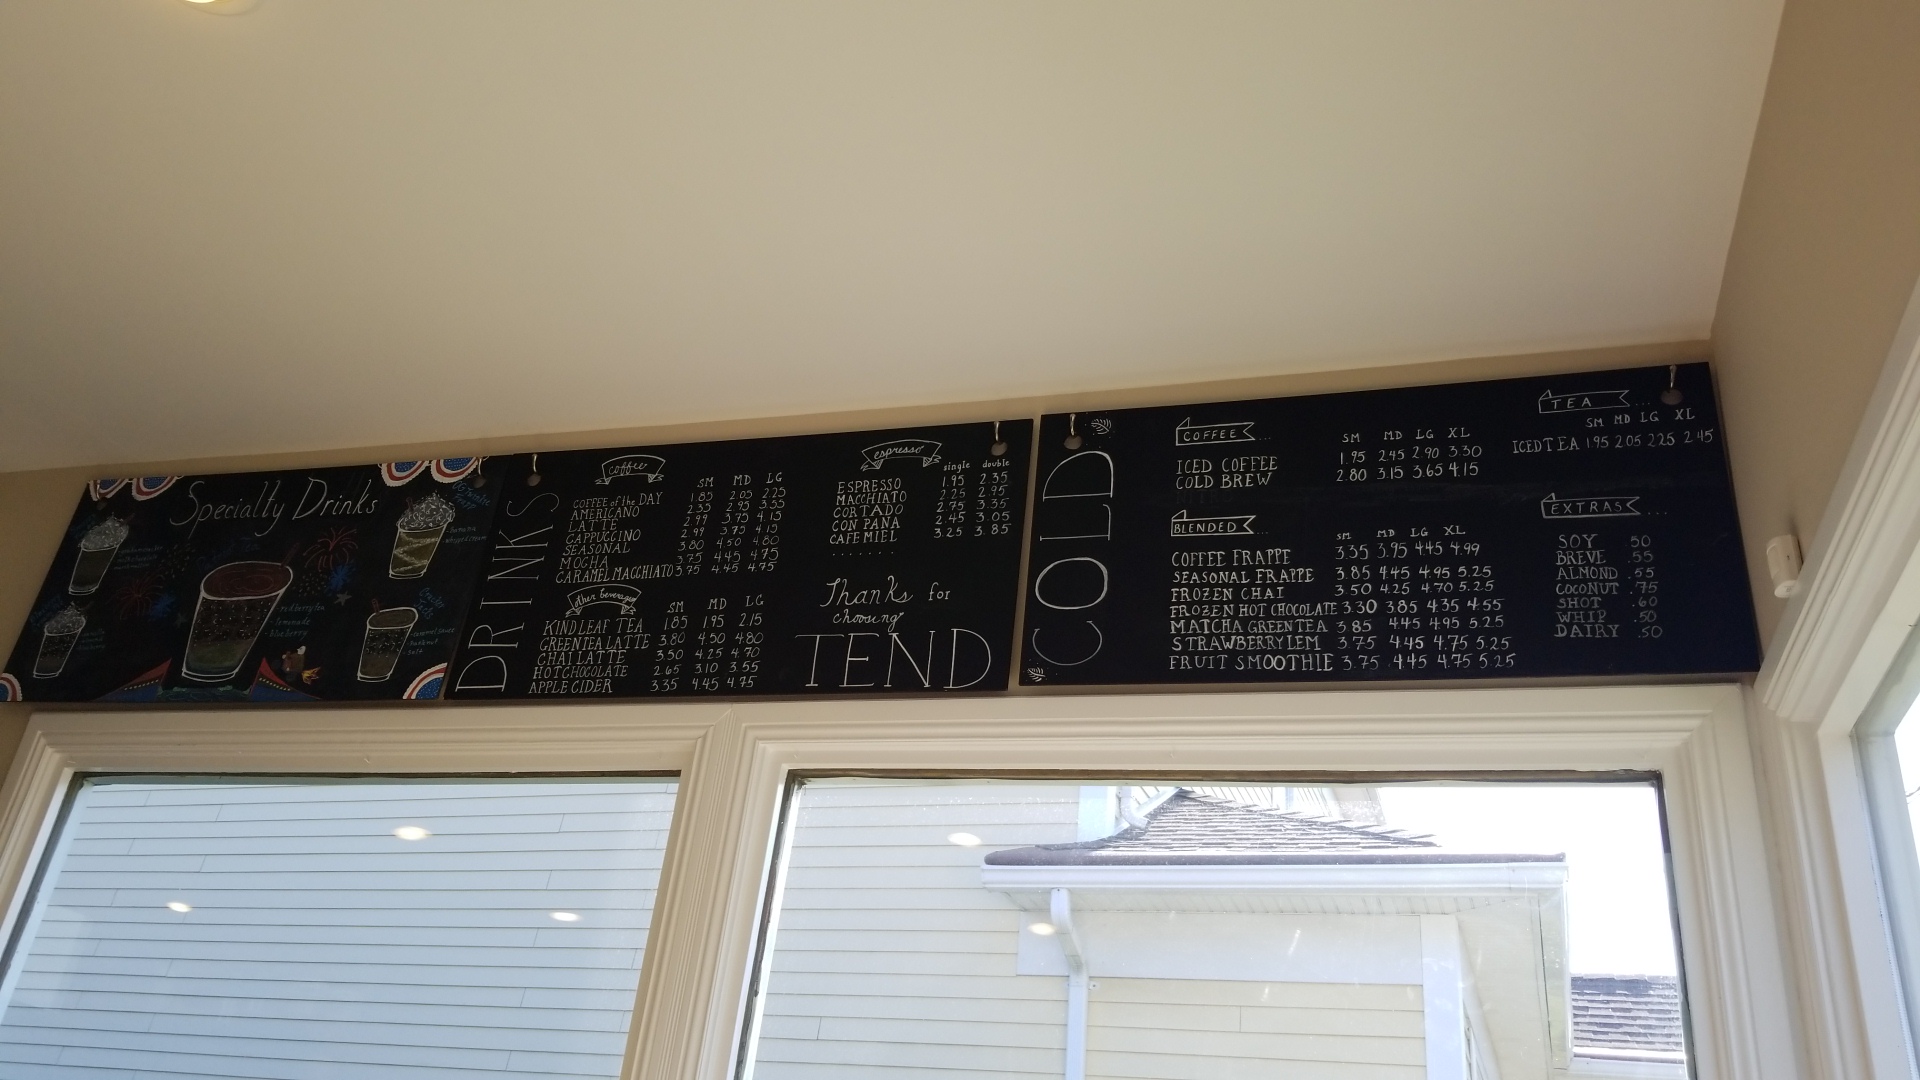 Specialty Drinks
lemonade
blueberry
DRINKS
coffee
SM MD LG
COFFEE of the DAY 1.85 2.05 2.25
AMERICANO 2.35 2.95 3.55
LATTE 2.99 3.75 4.15
CAPPUCCINO 2.99 3.75 4.15
SEASONAL 3.80 4.50 4.80
MOCHA 3.75 4.45 4.75
CARAMEL MACCHIATO 3.75 4.45 4.75
other beverages
SM MD LG
KIND LEAF TEA 1.85 1.95 2.15
GREEN TEA LATTE 3.80 4.50 4.80
CHAI LATTE 3.50 4.25 4.70
HOT CHOCOLATE 2.65 3.10 3.55
APPLE CIDER 3.35 4.45 4.75
espresso
single double
ESPRESSO 1.95 2.35
MACCHIATO 2.25 2.95
CORTADO 2.75 3.35
CON PANA 2.45 3.05
CAFE MIEL 3.25 3.85
.......
Thanks for
choosing
TEND
COLD
COFFEE ...
SM MD LG XL
ICED COFFEE 1.95 2.45 2.90 3.30
COLD BREW 2.80 3.15 3.65 4.15
BLENDED ...
SM MD LG XL
COFFEE FRAPPE 3.35 3.95 4.45 4.99
SEASONAL FRAPPE 3.85 4.45 4.95 5.25
FROZEN CHAI 3.50 4.25 4.70 5.25
FROZEN HOT CHOCOLATE 3.30 3.85 4.35 4.55
MATCHA GREEN TEA 3.85 4.45 4.95 5.25
STRAWBERRY LEM 3.75 4.45 4.75 5.25
FRUIT SMOOTHIE 3.75 4.45 4.75 5.25
TEA ...
SM MD LG XL
ICED TEA 1.95 2.05 2.25 2.45
EXTRAS ...
SOY .50
BREVE .55
ALMOND .55
COCONUT .75
SHOT .60
WHIP .50
DAIRY .50